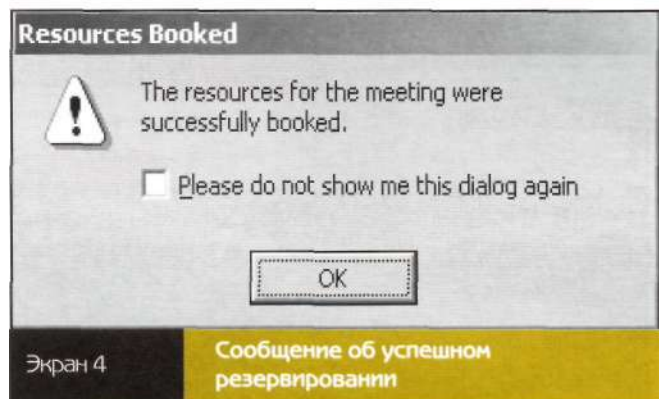 Resources Booked
The resources for the meeting were
successfully booked.
Please do not show me this dialog again
OK
Экран 4
Сообщение об успешном
резервировании